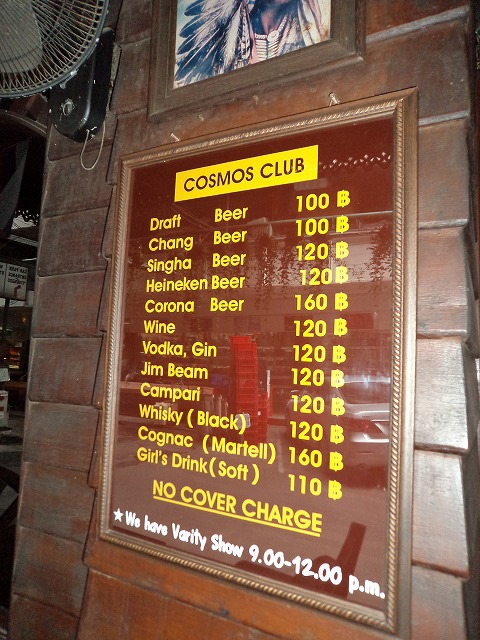 COSMOS CLUB
Draft Beer 100 ฿
Chang Beer 100 ฿
Singha Beer 120 ฿
Heineken Beer 120 ฿
Corona Beer 160 ฿
Wine 120 ฿
Vodka, Gin 120 ฿
Jim Beam 120 ฿
Campari 120 ฿
Whisky ( Black) 120 ฿
Cognac (Martell) 160 ฿
Girl's Drink ( Soft ) 110 ฿
NO COVER CHARGE
★ We have Varity Show 9.00-12.00 p.m.